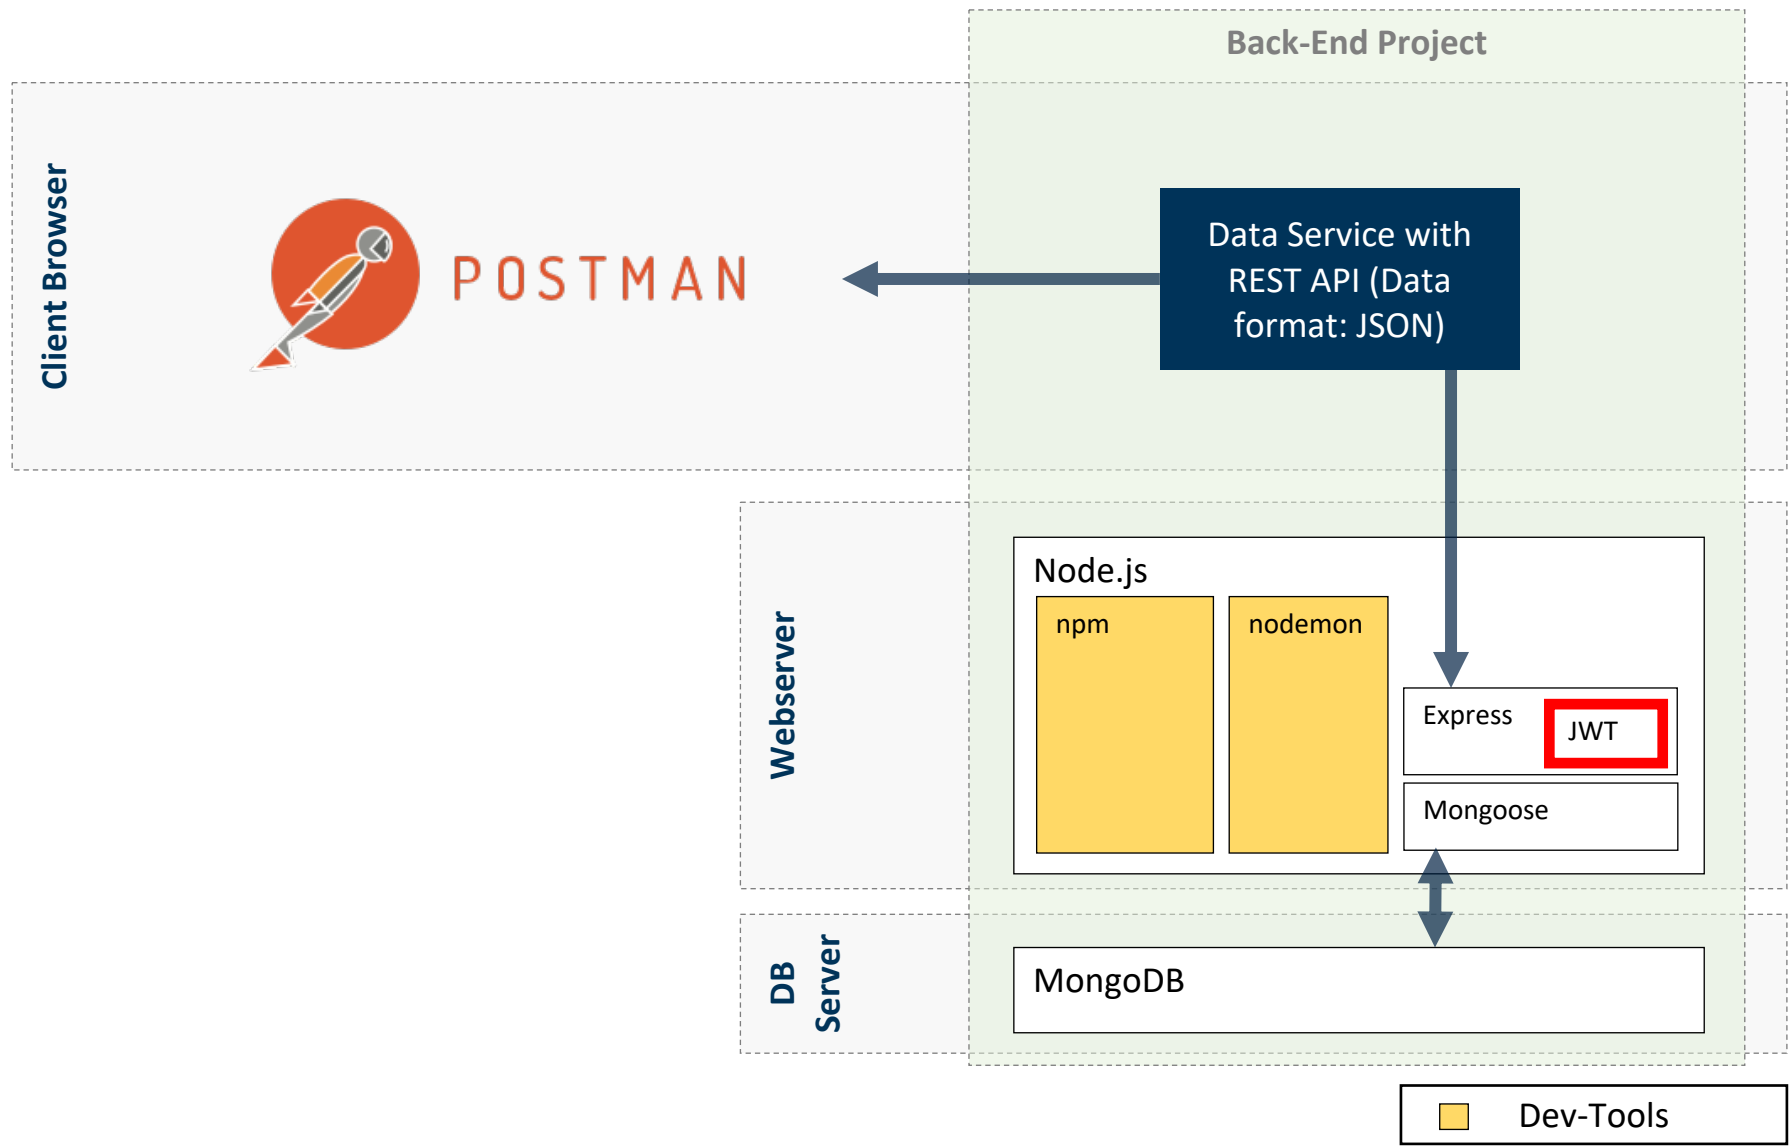 Back-End Project
Client Browser
POSTMAN
Data Service with
REST API (Data
format: JSON)
Webserver
Node.js
npm
nodemon
Express
JWT
Mongoose
DB
Server
MongoDB
Dev-Tools